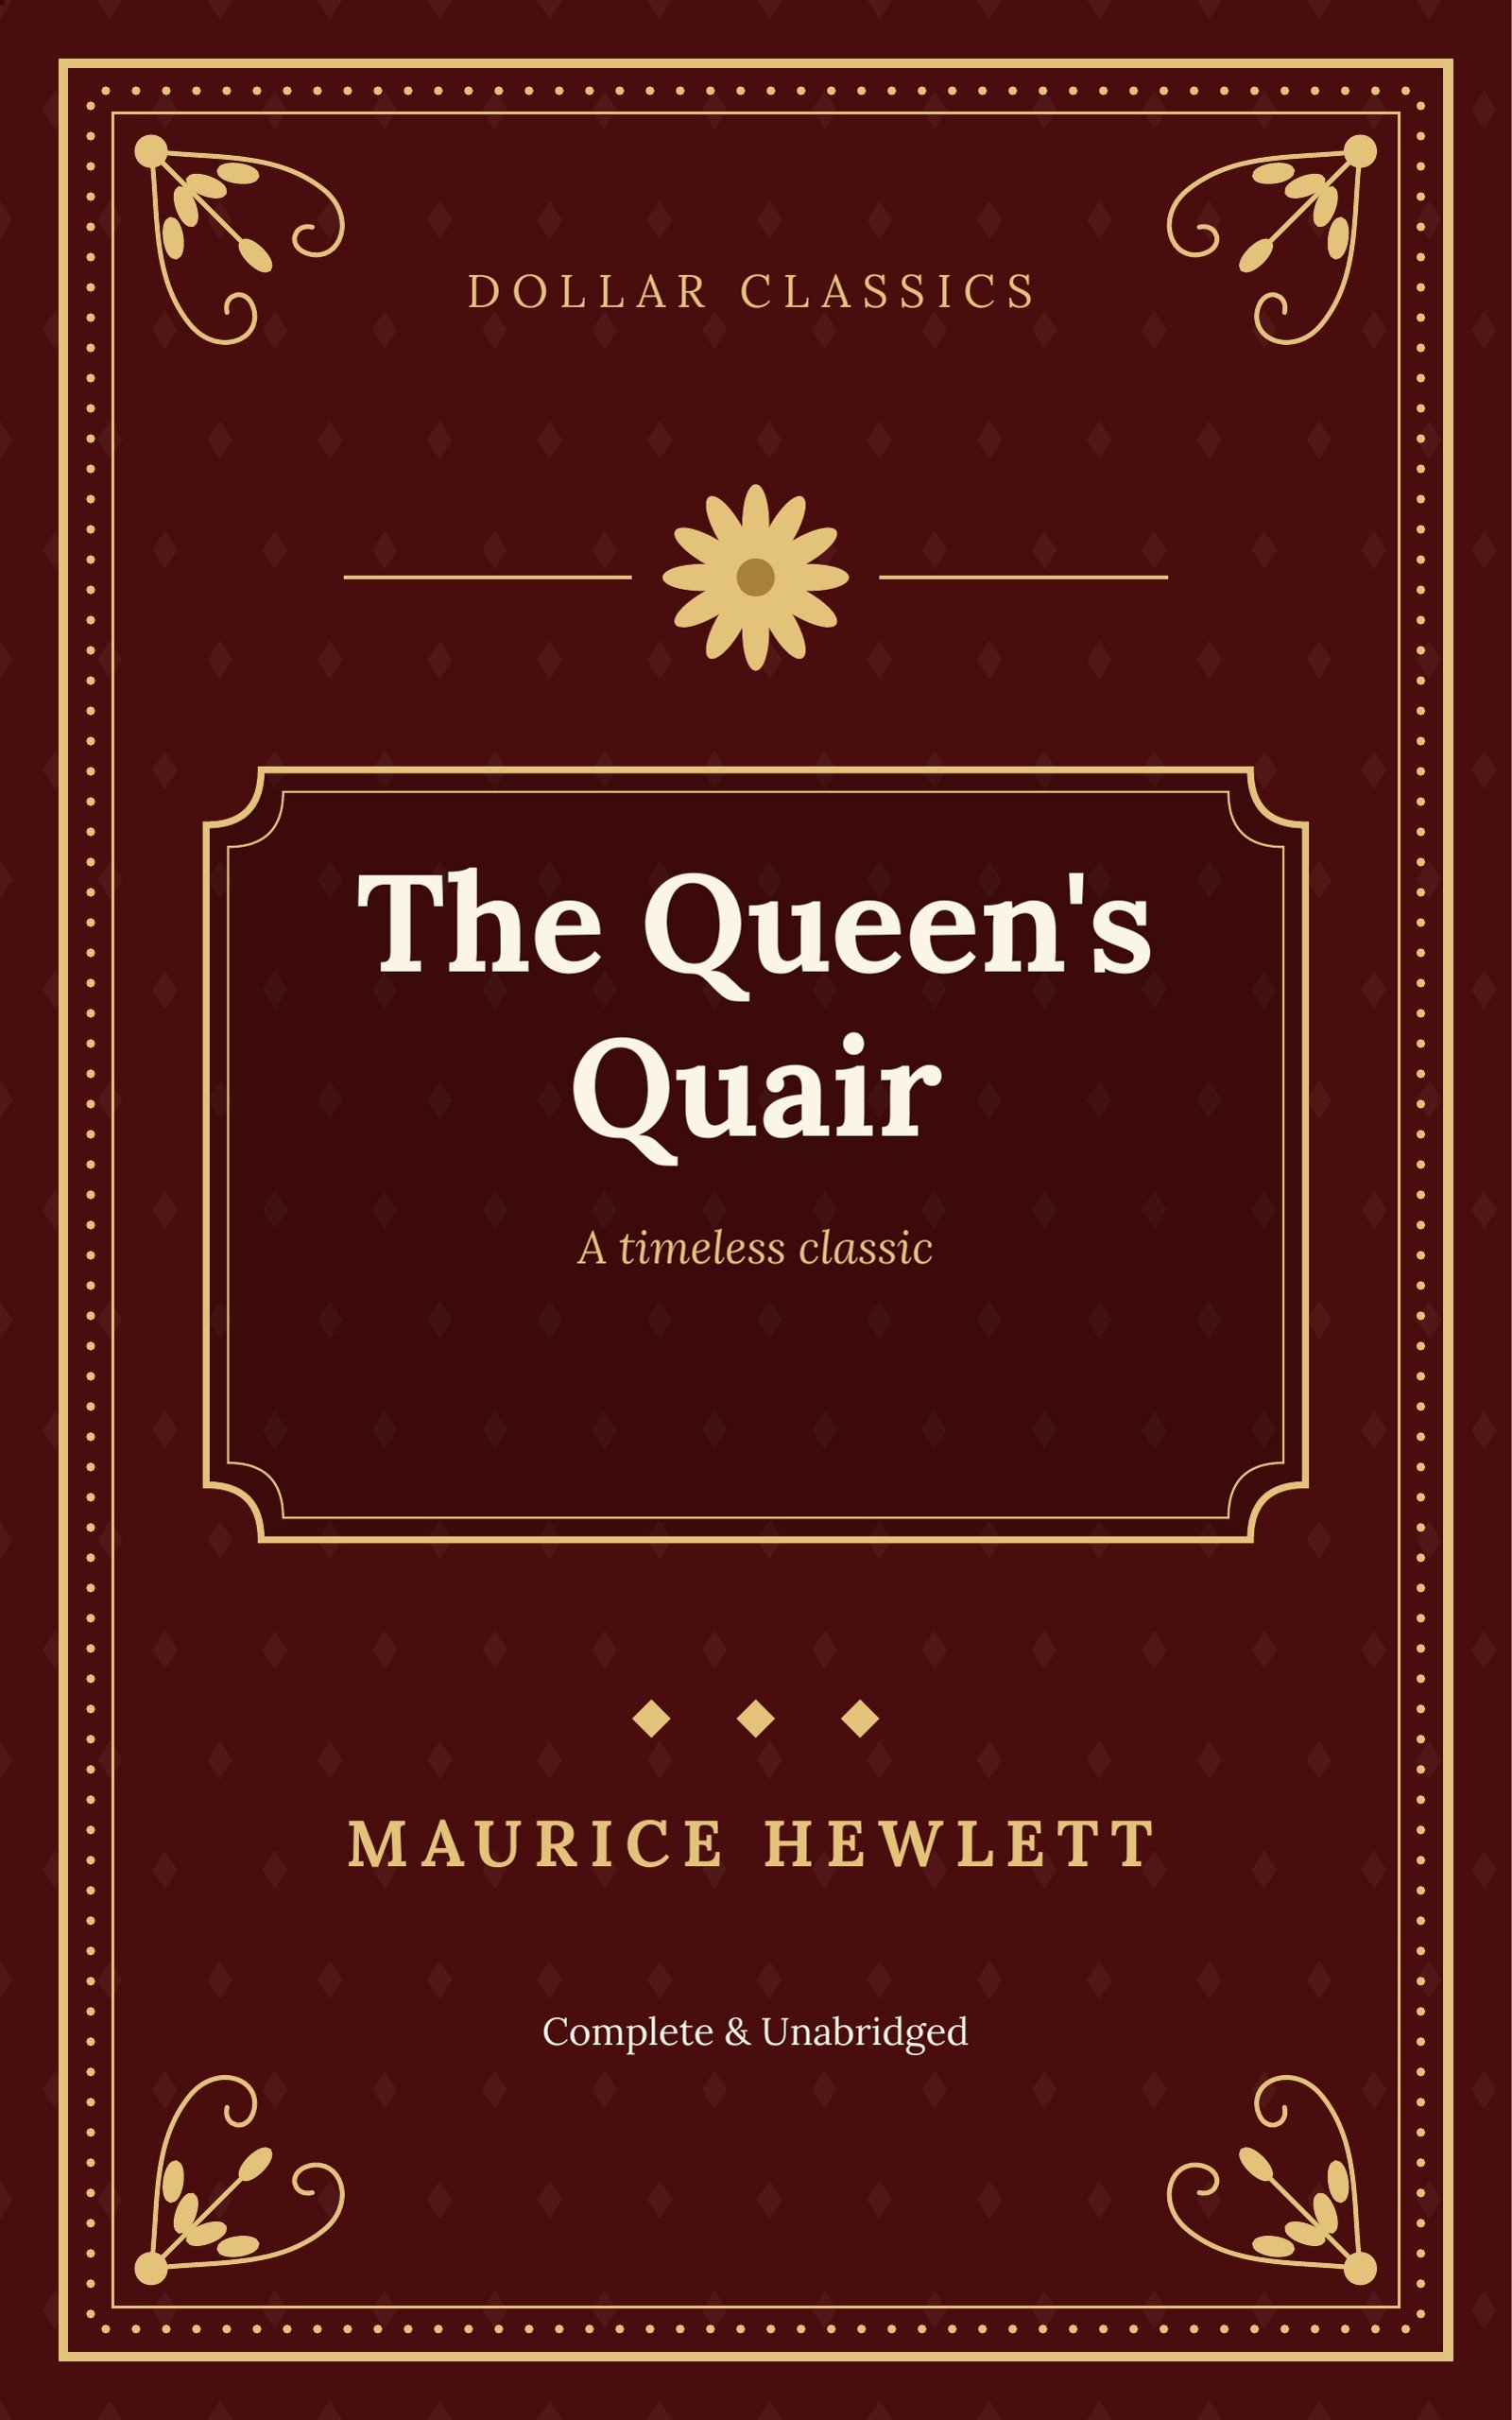 DOLLAR CLASSICS
The Queen's
Quair
A timeless classic
MAURICE HEWLETT
Complete & Unabridged